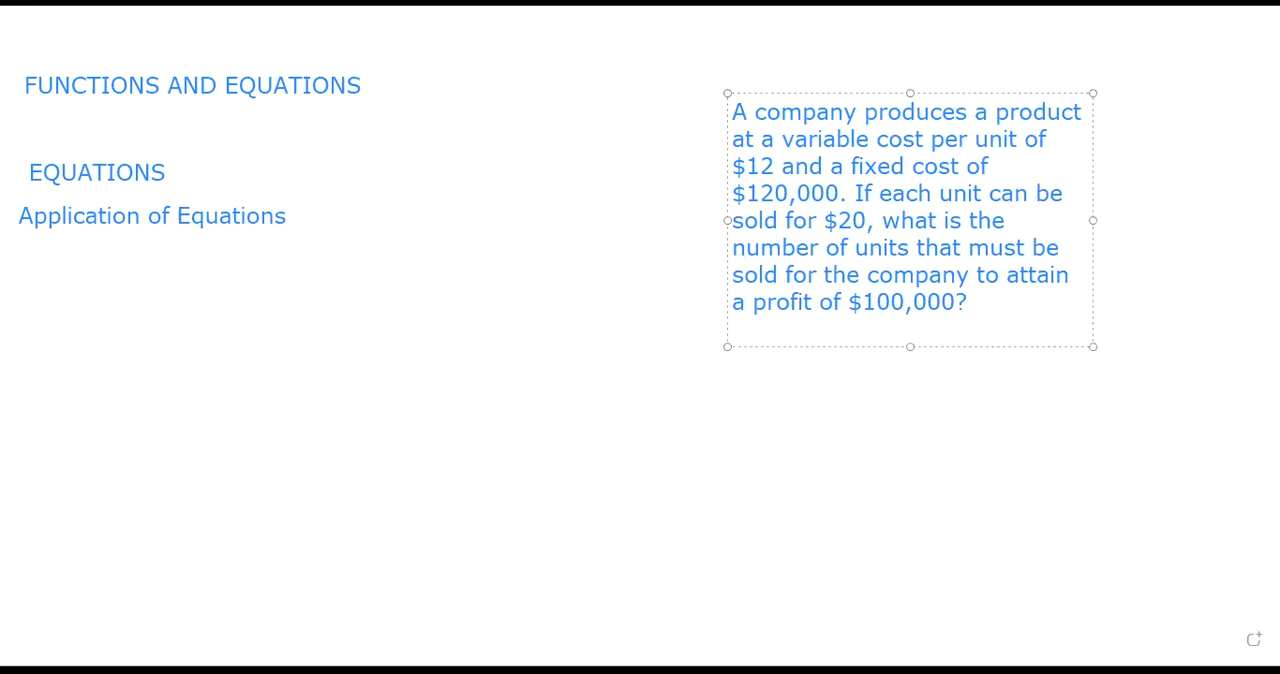 FUNCTIONS AND EQUATIONS
EQUATIONS
Application of Equations
A company produces a product
at a variable cost per unit of
$12 and a fixed cost of
$120,000. If each unit can be
sold for $20, what is the
number of units that must be
sold for the company to attain
a profit of $100,000?